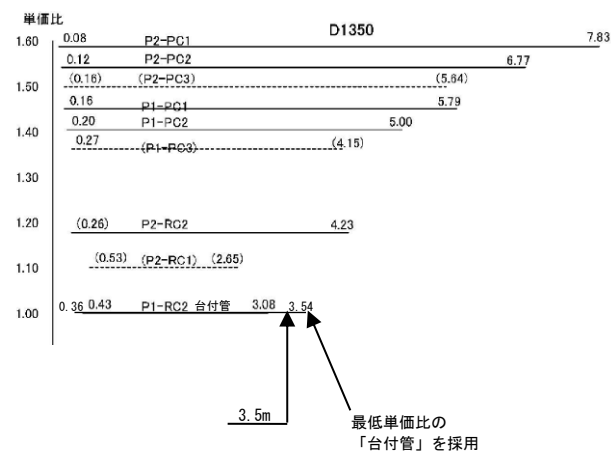 単価比
D1350
1.60 0.08 P2-PC1 7.83
0.12 P2-PC2 6.77
1.50 (0.16) (P2-PC3) (5.64)
0.16 P1-PC1 5.79
1.40 0.20 P1-PC2 5.00
0.27 (P1-PC3) (4.15)
1.30
1.20 (0.26) P2-RC2 4.23
(0.53) (P2-RC1) (2.65)
1.10
1.00 0.36 0.43 P1-RC2 台付管 3.08 3.54
3.5m
最低単価比の
「台付管」を採用